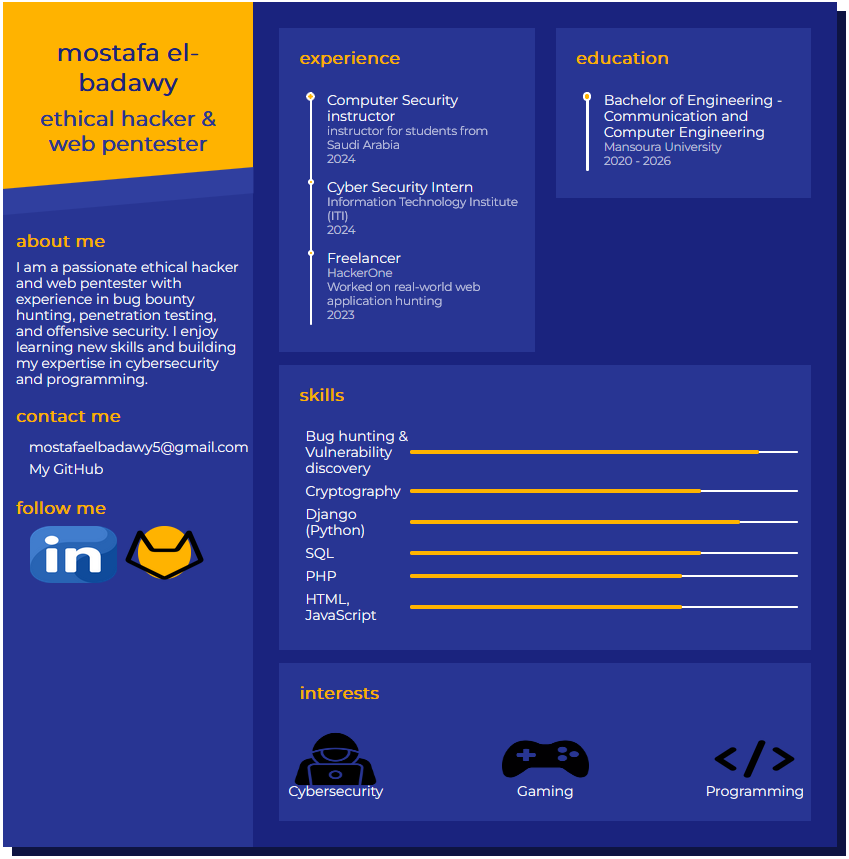 mostafa el-
badawy
ethical hacker &
web pentester
about me
I am a passionate ethical hacker
and web pentester with
experience in bug bounty
hunting, penetration testing,
and offensive security. I enjoy
learning new skills and building
my expertise in cybersecurity
and programming.
contact me
mostafaelbadawy5@gmail.com
My GitHub
follow me
in
experience
Computer Security
instructor
instructor for students from
Saudi Arabia
2024
Cyber Security Intern
Information Technology Institute
(ITI)
2024
Freelancer
HackerOne
Worked on real-world web
application hunting
2023
education
Bachelor of Engineering -
Communication and
Computer Engineering
Mansoura University
2020 - 2026
skills
Bug hunting &
Vulnerability
discovery
Cryptography
Django
(Python)
SQL
PHP
HTML,
JavaScript
interests
Cybersecurity
Gaming
Programming